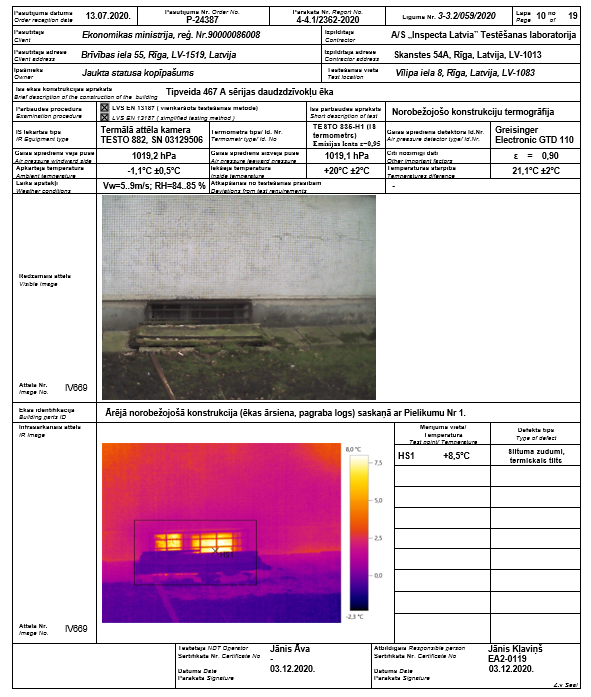 Pasūtījuma datums
Order reception date
13.07.2020.
Pasūtījuma Nr. Order No.
P-24387
Pārskata Nr. Report No.
4-4.1/2362-2020
Līguma Nr. 3-3.2/059/2020
Lapa Page 10 no of 19
Pasūtītājs
Client
Ekonomikas ministrija, reģ. Nr.90000086008
Izpildītājs
Contractor
A/S „Inspecta Latvia” Testēšanas laboratorija
Pasūtītāja adrese
Client address
Brīvības iela 55, Rīga, LV-1519, Latvija
Izpildītāja adrese
Contractor address
Skanstes 54A, Rīga, Latvija, LV-1013
Īpašnieks
Owner
Jaukta statusa kopīpašums
Testēšanas vieta
Test location
Vīlipa iela 8, Rīga, Latvija, LV-1083
Īss ēkas konstrukcijas apraksts
Brief description of the construction of the building
Tipveida 467 A sērijas daudzdzīvokļu ēka
Pārbaudes procedūra
Examination procedure
LVS EN 13187 ( vienkāršots testēšanas metode)
LVS EN 13187 ( simplified testing method )
Īss pārbaudes apraksts
Short description of test
Norobežojošo konstrukciju termogrāfija
IS iekārtas tips
IR Equipment type
Termālā attēla kamera
TESTO 882, SN 03129506
Termometra tips/ Id. Nr.
Termometr type/ Id. No
TESTO 886-H1 (IS
termometrs)
Emisijas lenta ε=0,95
Gaisa spiediena detektora Id.Nr.
Air pressure detector type/ Id.Nr.
Greisinger
Electronic GTD 110
Gaisa spiediens vēja pusē
Air pressure windward side
1019,2 hPa
Gaisa spiediens aizvēja pusē
Air pressure leeward pressure
1019,1 hPa
Citi nozīmīgi dati
Other important factors
ε = 0,90
Apkārtējā temperatūra
Ambient temperature
-1,1°C ±0,5°C
Iekšējā temperatūra
Inside temperature
+20°C ±2°C
Temperatūras starpība
Temperatures diference
21,1°C ±2°C
Laika apstākļi
Weather conditions
Vw=5..9m/s; RH=84..85 %
Atkāpšanās no testēšanas prasībām
Deviations from test requirements
-
Redzamais attēls
Visible Image
Attēla Nr.
Image No.
IV669
Ēkas identifikācija
Building parts ID
Ārējā norobežojošā konstrukcija (ēkas ārsiena, pagraba logs) saskaņā ar Pielikumu Nr 1.
Infrasarkanais attēls
IR Image
Mērījuma vieta/
Temperatūra
Test point/ Temperature
Defekta tips
Type of defect
HS1 +8,5°C
Siltuma zudumi,
termiskais tilts
8,0 °C
7,5
5,0
2,5
0,0
-2,3 °C
HS1
Attēla Nr.
Image No.
IV669
Testētājs NDT Operator
Jānis Āva
Sertifikāta Nr. Certificate No
-
Datums Date
03.12.2020.
Paraksts Signature
Atbildīgais Responsible person
Jānis Kļaviņš
Sertifikāta Nr. Certificate No
EA2-0119
Datums Date
03.12.2020.
Paraksts Signature
Z.v Seal